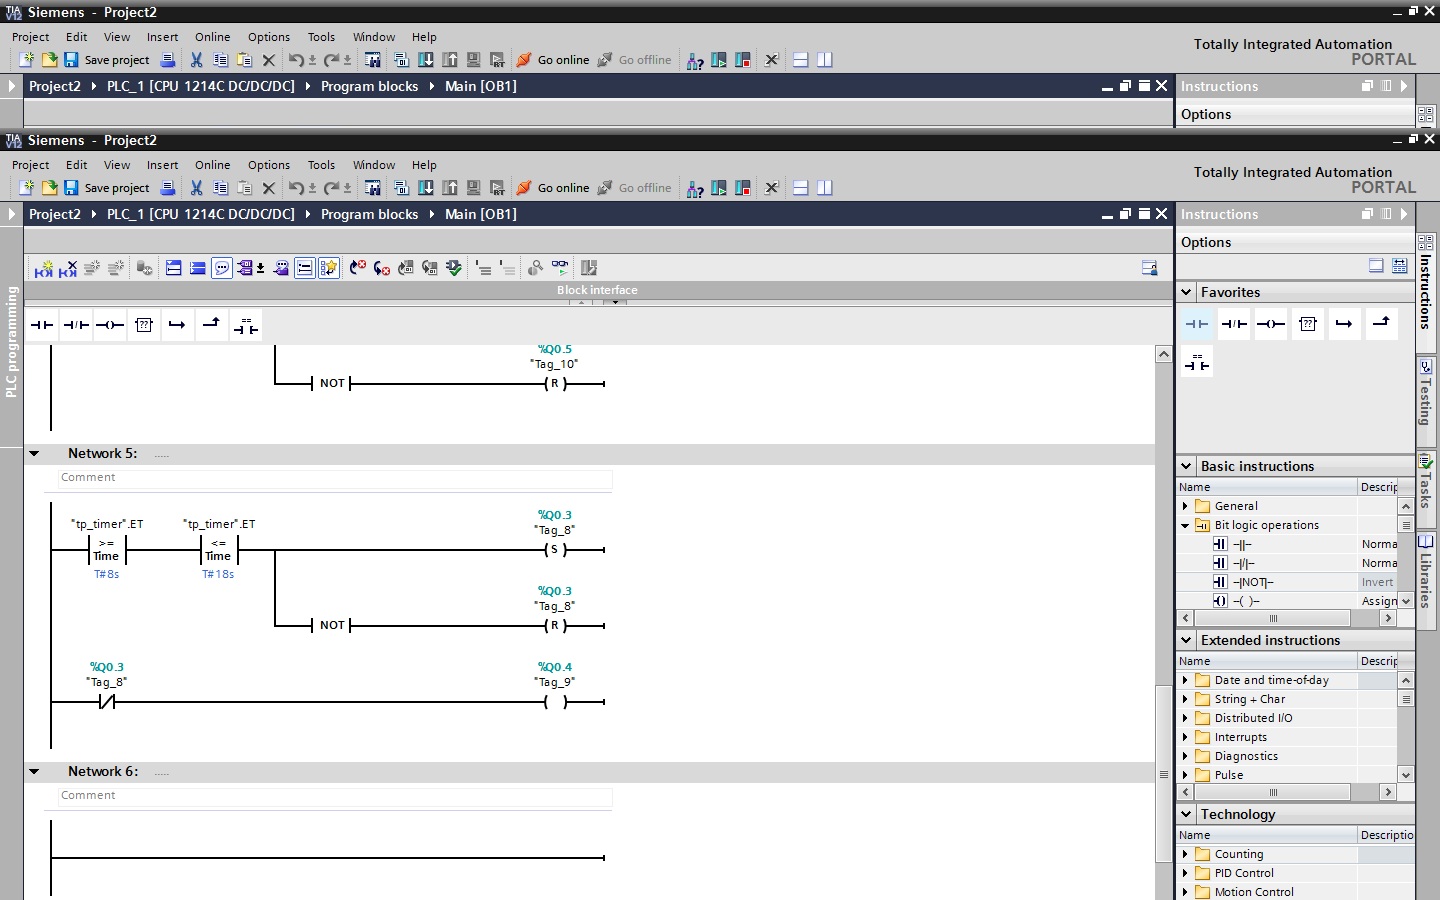 Siemens - Project2
Project Edit View Insert Online Options Tools Window Help
Totally Integrated Automation
PORTAL
Save project Go online Go offline
Project2 PLC_1 [CPU 1214C DC/DC/DC] Program blocks Main [OB1]
Instructions
Options
Siemens - Project2
Project Edit View Insert Online Options Tools Window Help
Totally Integrated Automation
PORTAL
Save project Go online Go offline
Project2 PLC_1 [CPU 1214C DC/DC/DC] Program blocks Main [OB1]
Instructions
Options
Block interface
PLC programming
%Q0.5
"Tag_10"
NOT
( R )
Network 5: .....
Comment
"tp_timer".ET "tp_timer".ET
>= <=
Time Time
T#8s T#18s
%Q0.3
"Tag_8"
( S )
%Q0.3
"Tag_8"
NOT
( R )
%Q0.3
"Tag_8"
%Q0.4
"Tag_9"
( )
Network 6: .....
Comment
Favorites
Basic instructions
Name Descrip
General
Bit logic operations
–||– Norma
–|/|– Norma
–|NOT|– Invert
–( )– Assign
Extended instructions
Name Descrip
Date and time-of-day
String + Char
Distributed I/O
Interrupts
Diagnostics
Pulse
Technology
Name Descriptio
Counting
PID Control
Motion Control
Instructions
Testing
Tasks
Libraries